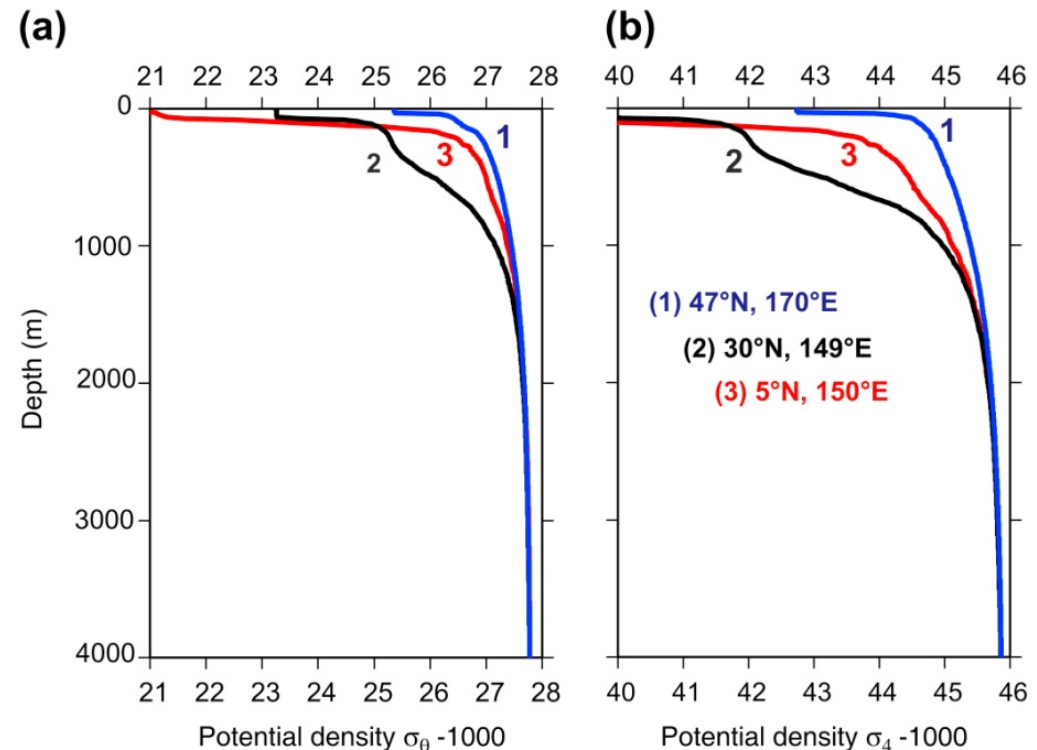 (a)
(b)
21 22 23 24 25 26 27 28
40 41 42 43 44 45 46
0
1000
2000
3000
4000
Depth (m)
1
2
3
1
2
3
(1) 47°N, 170°E
(2) 30°N, 149°E
(3) 5°N, 150°E
21 22 23 24 25 26 27 28
40 41 42 43 44 45 46
Potential density σθ -1000
Potential density σ4 -1000